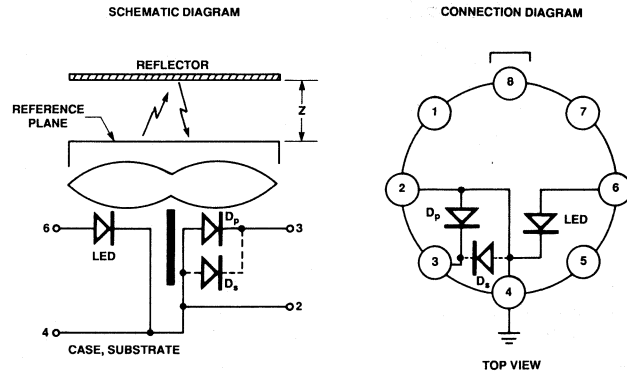 SCHEMATIC DIAGRAM
REFLECTOR
Z
REFERENCE
PLANE
6
LED
Dp
3
Ds
2
4
CASE, SUBSTRATE
CONNECTION DIAGRAM
8
1
7
2
6
Dp
LED
3
Ds
5
4
TOP VIEW